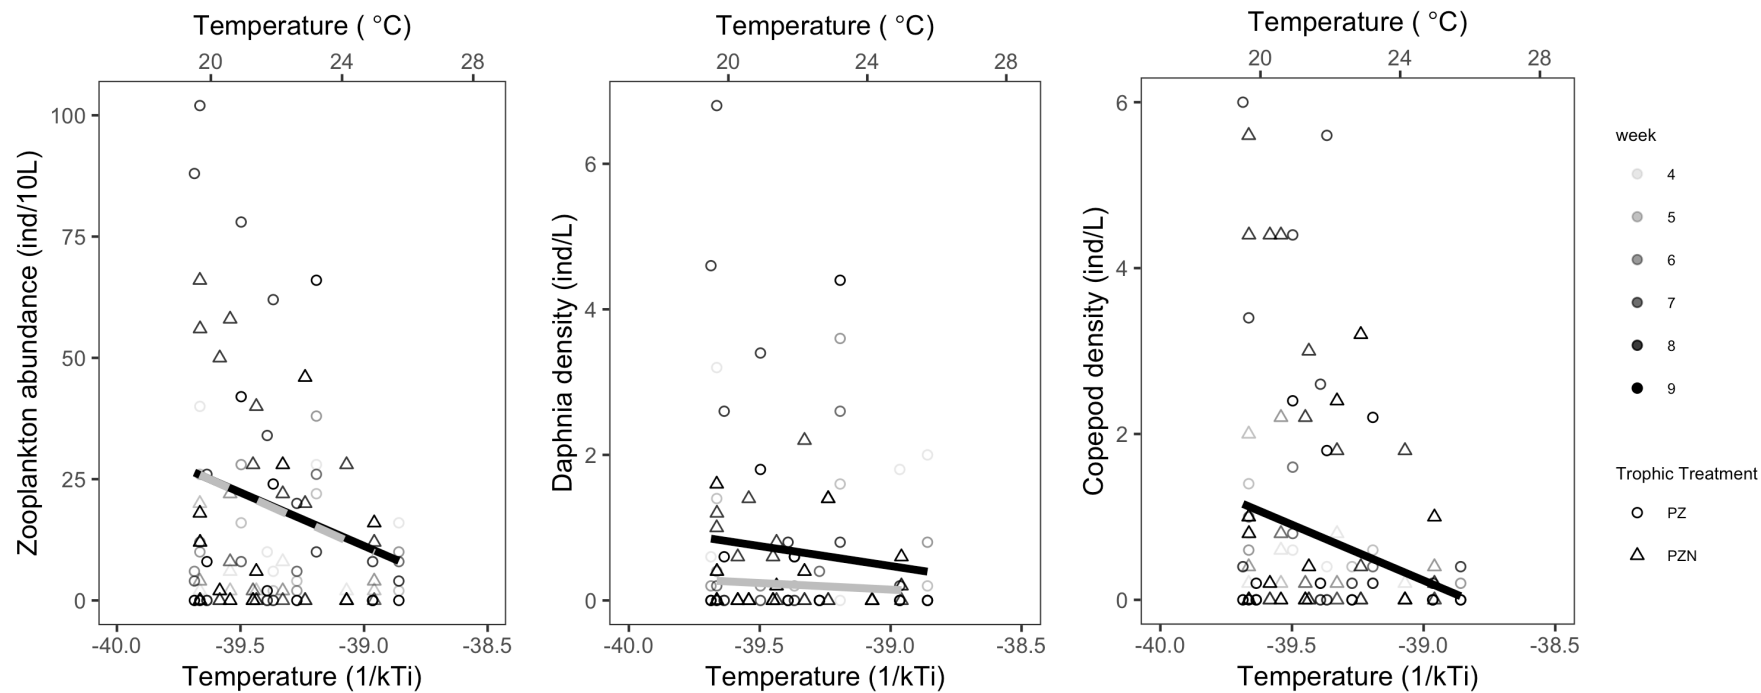 Temperature ( °C)
20 24 28
Zooplankton abundance (ind/10L)
100
75
50
25
0
-40.0 -39.5 -39.0 -38.5
Temperature (1/kTi)
Temperature ( °C)
20 24 28
Daphnia density (ind/L)
6
4
2
0
-40.0 -39.5 -39.0 -38.5
Temperature (1/kTi)
Temperature ( °C)
20 24 28
Copepod density (ind/L)
6
4
2
0
-40.0 -39.5 -39.0 -38.5
Temperature (1/kTi)
week
4
5
6
7
8
9
Trophic Treatment
PZ
PZN